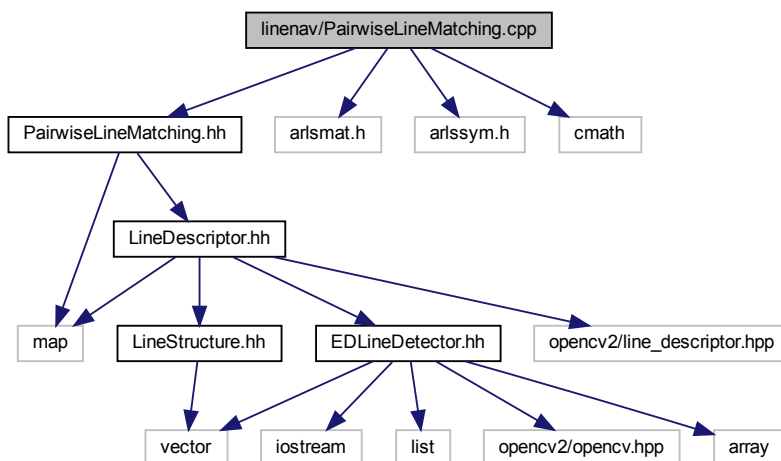 linenav/PairwiseLineMatching.cpp
PairwiseLineMatching.hh
arlsmat.h
arlssym.h
cmath
LineDescriptor.hh
map
LineStructure.hh
EDLineDetector.hh
opencv2/line_descriptor.hpp
vector
iostream
list
opencv2/opencv.hpp
array